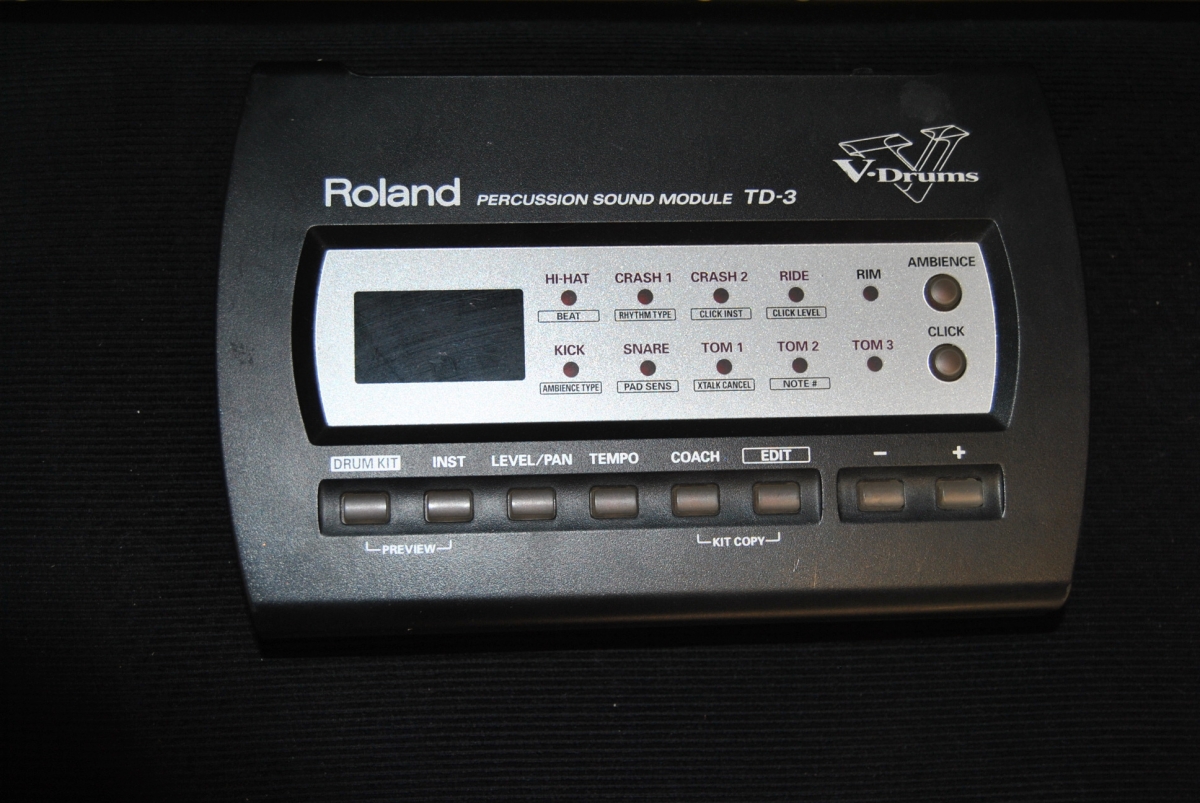 V-Drums
Roland PERCUSSION SOUND MODULE TD-3
HI-HAT CRASH 1 CRASH 2 RIDE RIM AMBIENCE
BEAT RHYTHM TYPE CLICK INST CLICK LEVEL
CLICK
KICK SNARE TOM 1 TOM 2 TOM 3
AMBIENCE TYPE PAD SENS XTALK CANCEL NOTE #
DRUM KIT INST LEVEL/PAN TEMPO COACH EDIT - +
PREVIEW KIT COPY